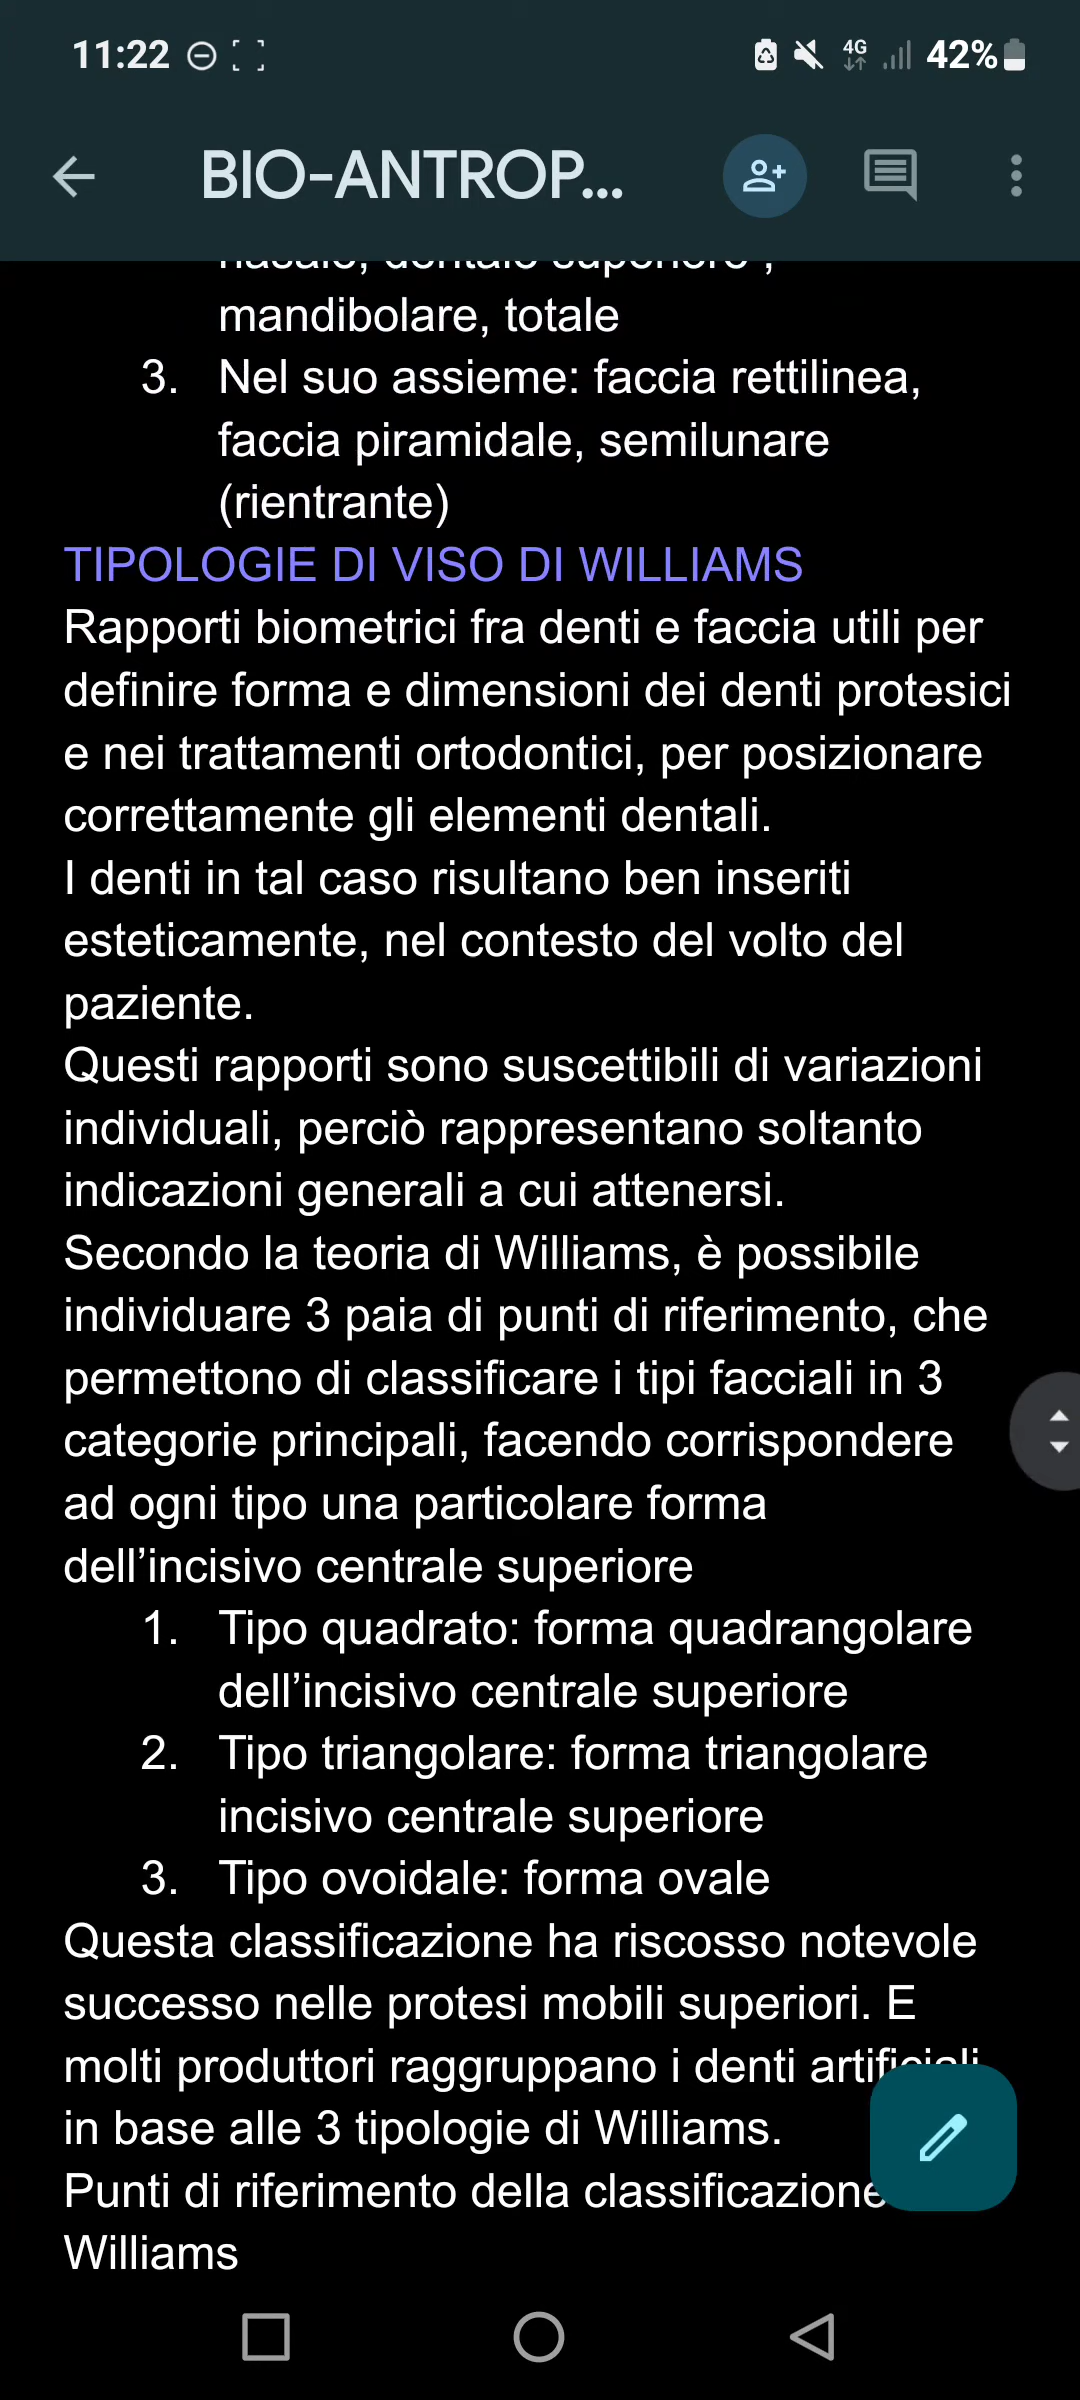 11:22
4G
42%
BIO-ANTROP...
mandibolare, totale
3. Nel suo assieme: faccia rettilinea,
faccia piramidale, semilunare
(rientrante)
TIPOLOGIE DI VISO DI WILLIAMS
Rapporti biometrici fra denti e faccia utili per
definire forma e dimensioni dei denti protesici
e nei trattamenti ortodontici, per posizionare
correttamente gli elementi dentali.
I denti in tal caso risultano ben inseriti
esteticamente, nel contesto del volto del
paziente.
Questi rapporti sono suscettibili di variazioni
individuali, perciò rappresentano soltanto
indicazioni generali a cui attenersi.
Secondo la teoria di Williams, è possibile
individuare 3 paia di punti di riferimento, che
permettono di classificare i tipi facciali in 3
categorie principali, facendo corrispondere
ad ogni tipo una particolare forma
dell’incisivo centrale superiore
1. Tipo quadrato: forma quadrangolare
dell’incisivo centrale superiore
2. Tipo triangolare: forma triangolare
incisivo centrale superiore
3. Tipo ovoidale: forma ovale
Questa classificazione ha riscosso notevole
successo nelle protesi mobili superiori. E
molti produttori raggruppano i denti artificiali
in base alle 3 tipologie di Williams.
Punti di riferimento della classificazione
Williams